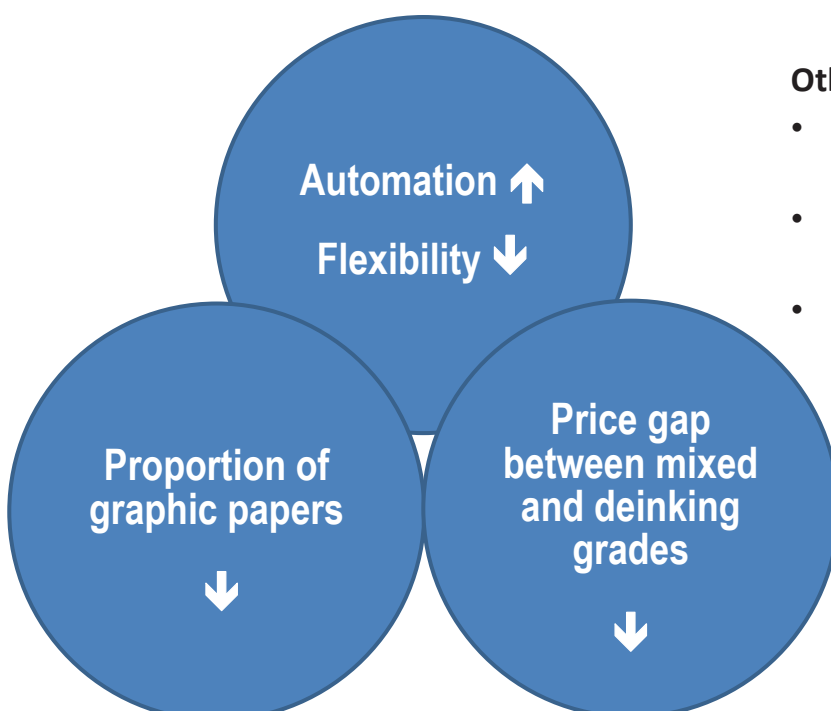 Automation ↑
Flexibility ↓
Proportion of
graphic papers
↓
Price gap
between mixed
and deinking
grades
↓